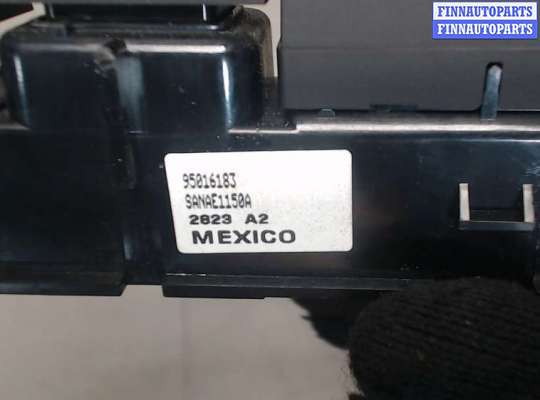 FINNAUTOPARTS
FINNAUTOPARTS
95016183
SANAE1150A
2823 A2
MEXICO